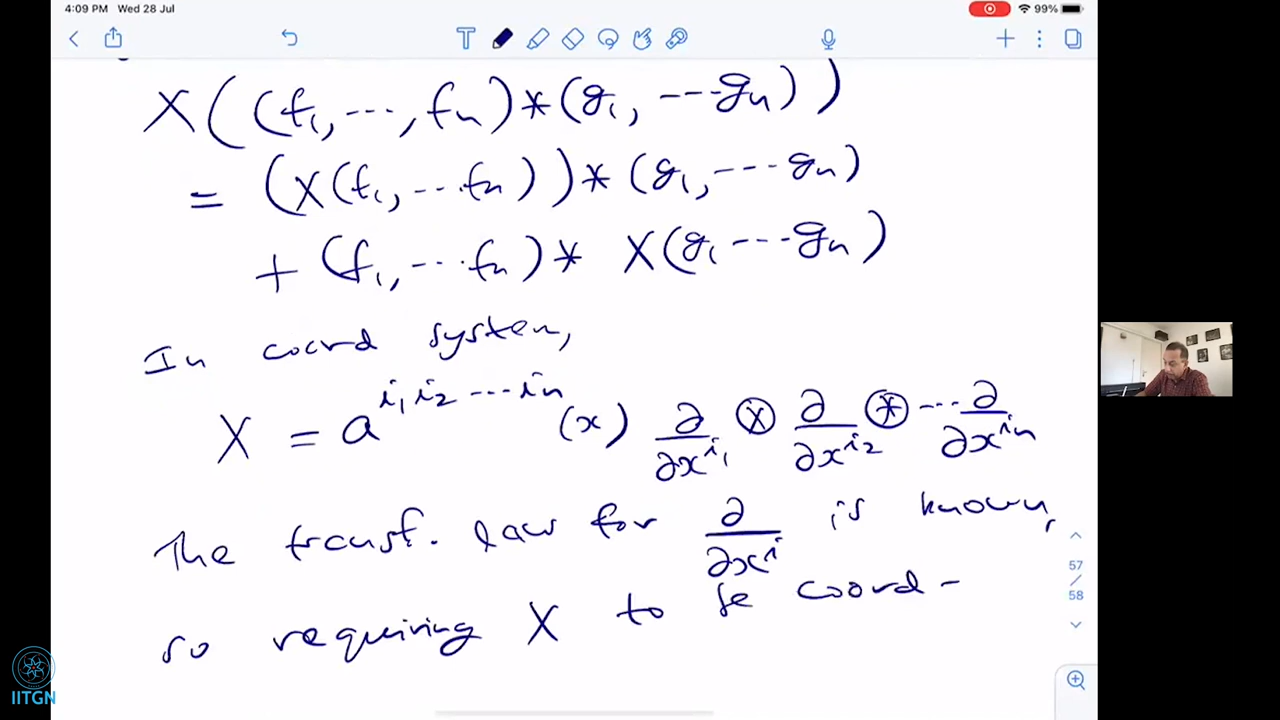 4:09 PM Wed 28 Jul
99%
X((f₁, ---, fₙ)*(g₁, ---gₙ))
= (X(f₁, ---fₙ))*(g₁, ---gₙ)
+ (f₁, ---fₙ)* X(g₁ ---gₙ)
In coord system,
X = a^{i₁i₂---iₙ}(x) ∂/∂x^{i₁} ⊛ ∂/∂x^{i₂} ⊛ --- ∂/∂x^{iₙ}
The transf. law for ∂/∂xⁱ is known,
so requiring X to be coord-
57
/
58
IITGN